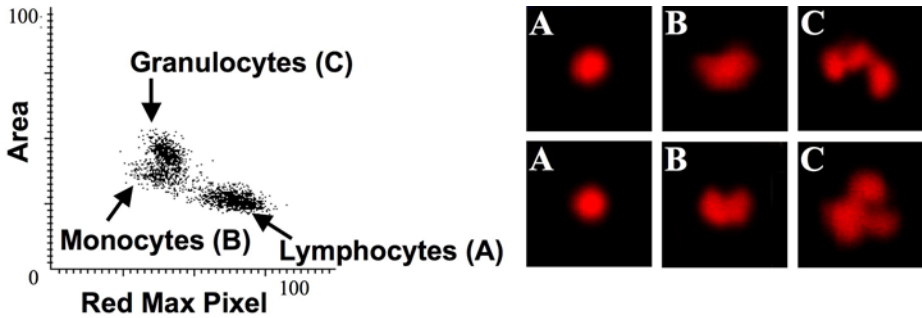 100
Granulocytes (C)
Area
Monocytes (B)
Lymphocytes (A)
0
100
Red Max Pixel
A B C
A B C